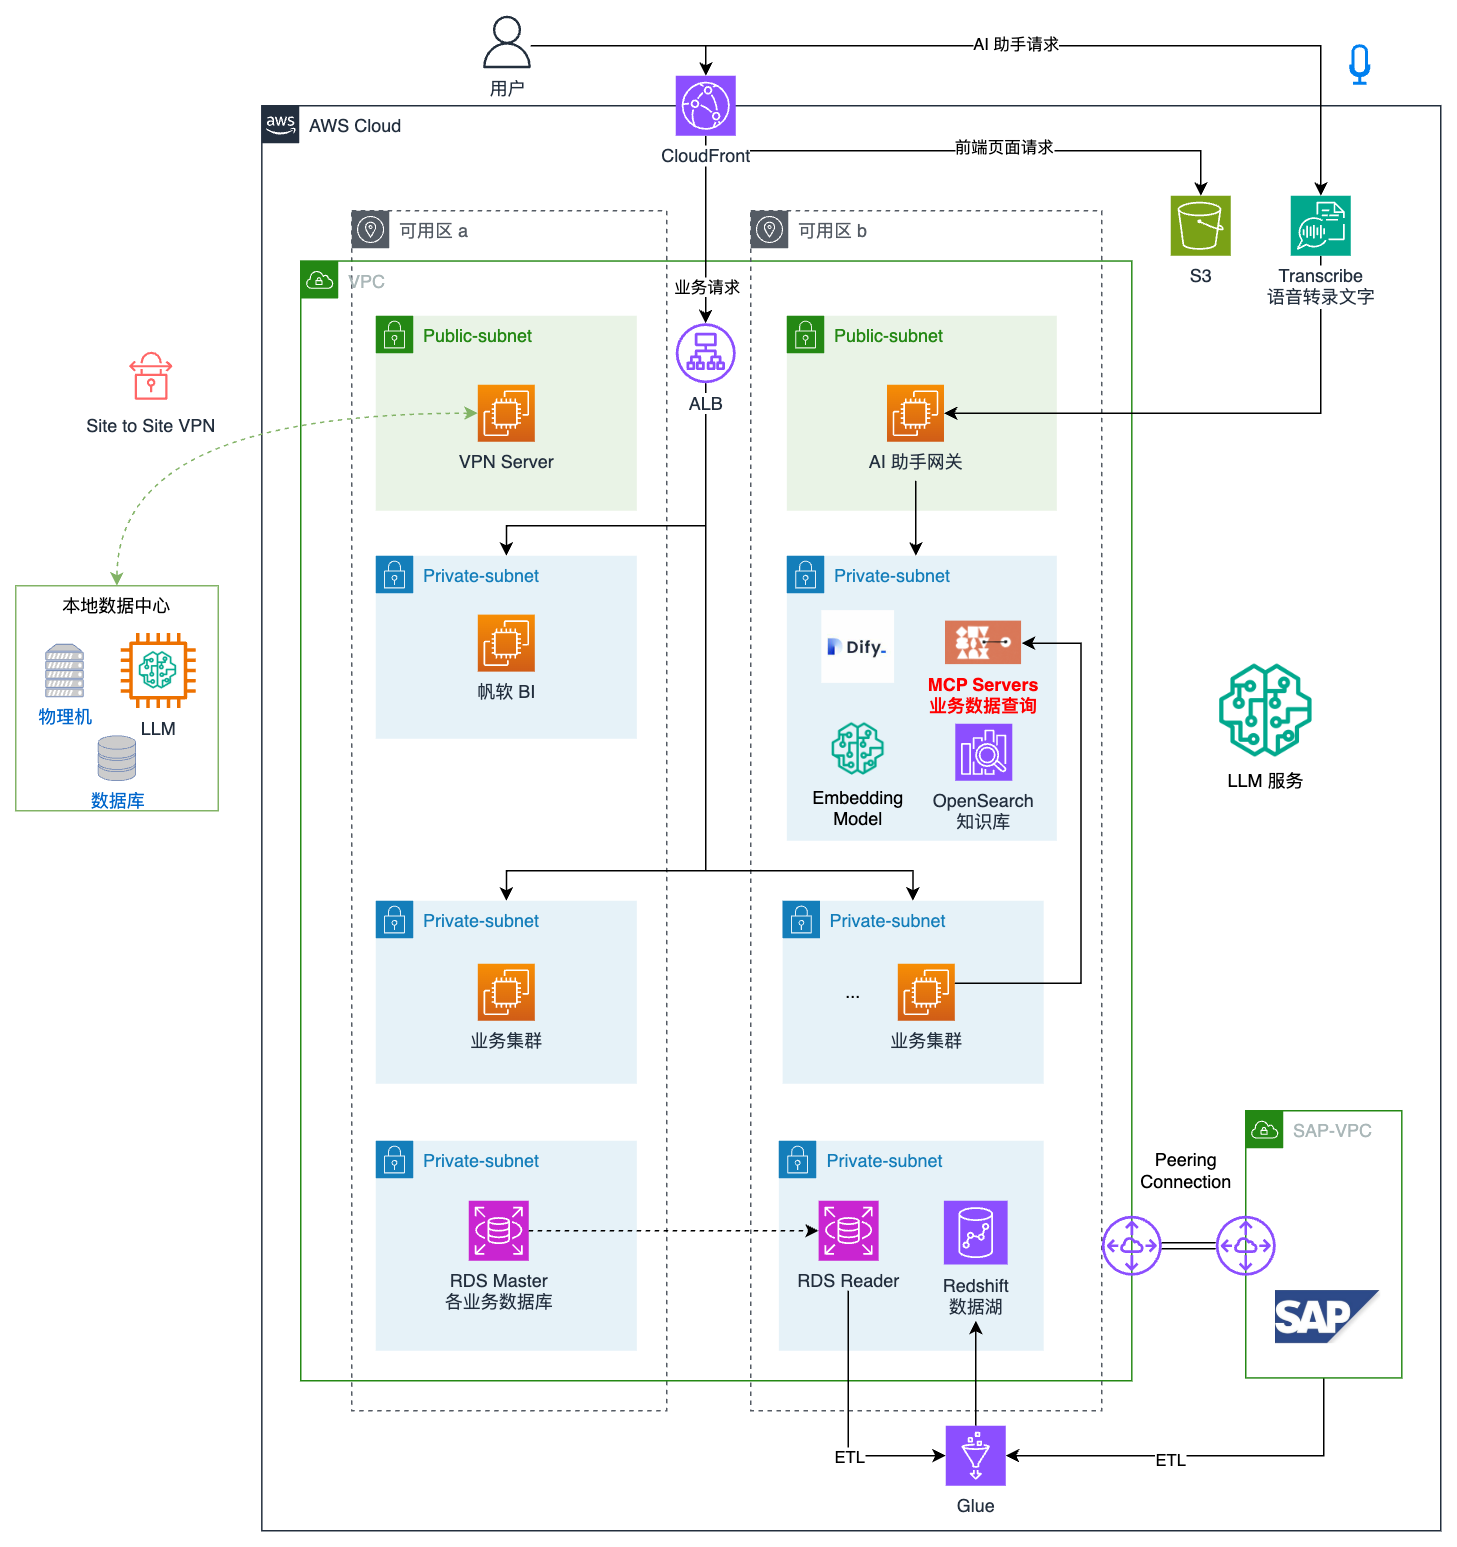 用户
AI 助手请求
aws
AWS Cloud
CloudFront
前端页面请求
可用区 a
可用区 b
S3
Transcribe
语音转录文字
VPC
业务请求
Public-subnet
Public-subnet
ALB
Site to Site VPN
VPN Server
AI 助手网关
Private-subnet
Private-subnet
本地数据中心
物理机
LLM
数据库
帆软 BI
Dify_
MCP Servers
业务数据查询
Embedding
Model
OpenSearch
知识库
LLM 服务
Private-subnet
Private-subnet
...
业务集群
业务集群
SAP-VPC
Private-subnet
Private-subnet
Peering
Connection
RDS Master
各业务数据库
RDS Reader
Redshift
数据湖
SAP
ETL
ETL
Glue